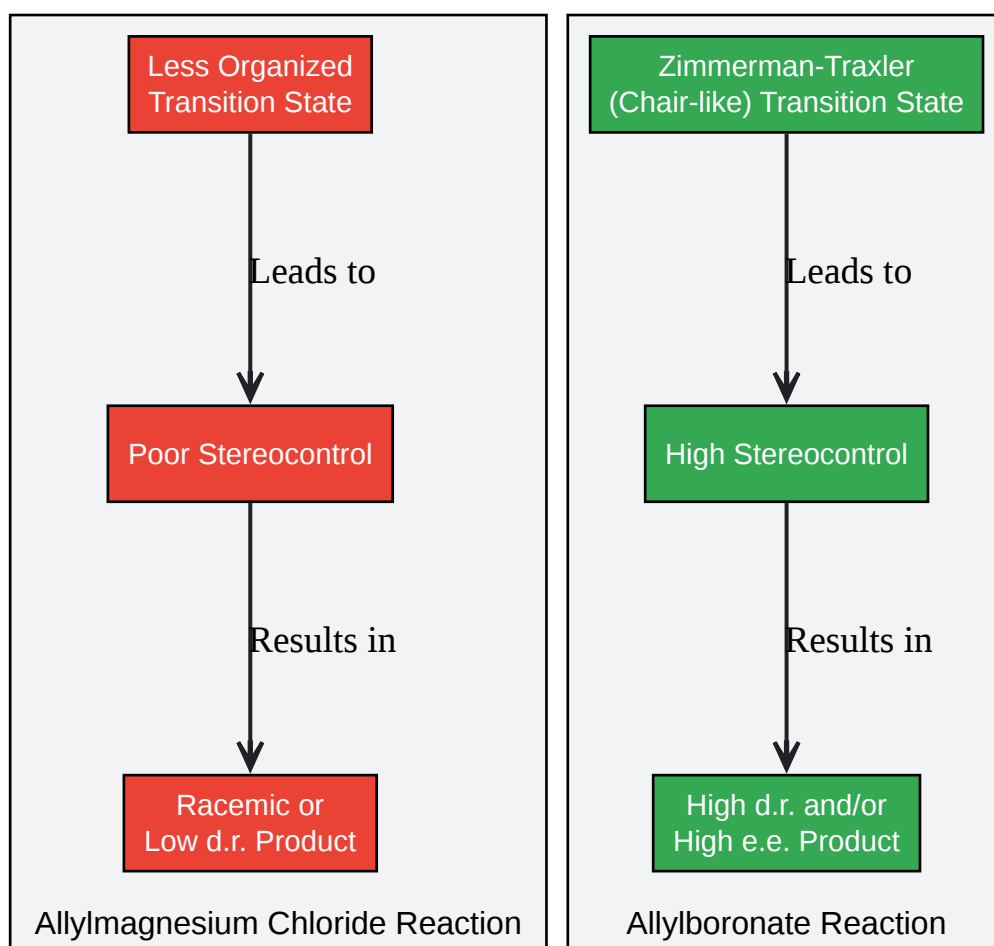 Less Organized
Transition State
Leads to
Poor Stereocontrol
Results in
Racemic or
Low d.r. Product
Allylmagnesium Chloride Reaction
Zimmerman-Traxler
(Chair-like) Transition State
Leads to
High Stereocontrol
Results in
High d.r. and/or
High e.e. Product
Allylboronate Reaction